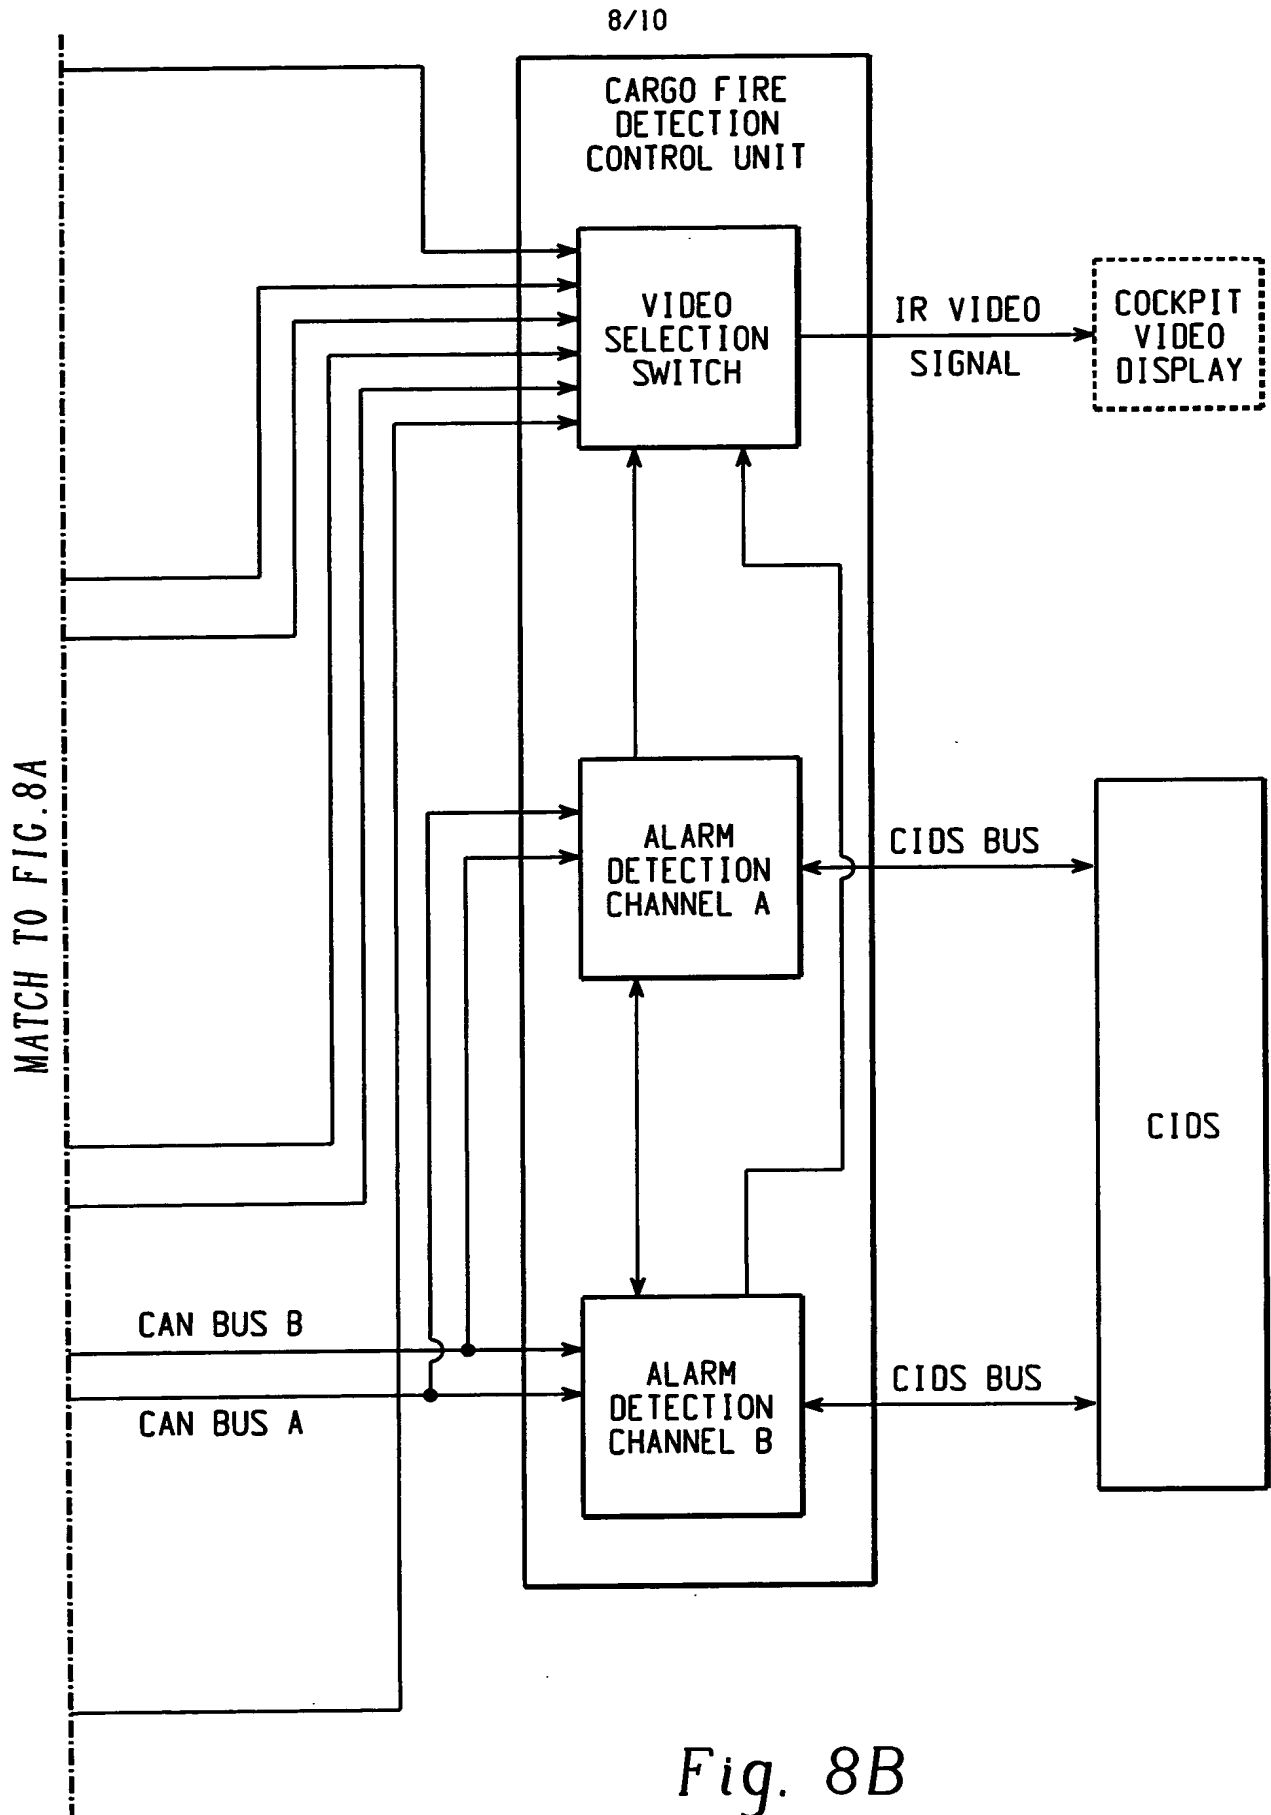 8/10
CARGO FIRE
DETECTION
CONTROL UNIT
VIDEO
SELECTION
SWITCH
IR VIDEO
SIGNAL
COCKPIT
VIDEO
DISPLAY
MATCH TO FIG.8A
ALARM
DETECTION
CHANNEL A
CIDS BUS
CIDS
CAN BUS B
CAN BUS A
ALARM
DETECTION
CHANNEL B
CIDS BUS
Fig. 8B